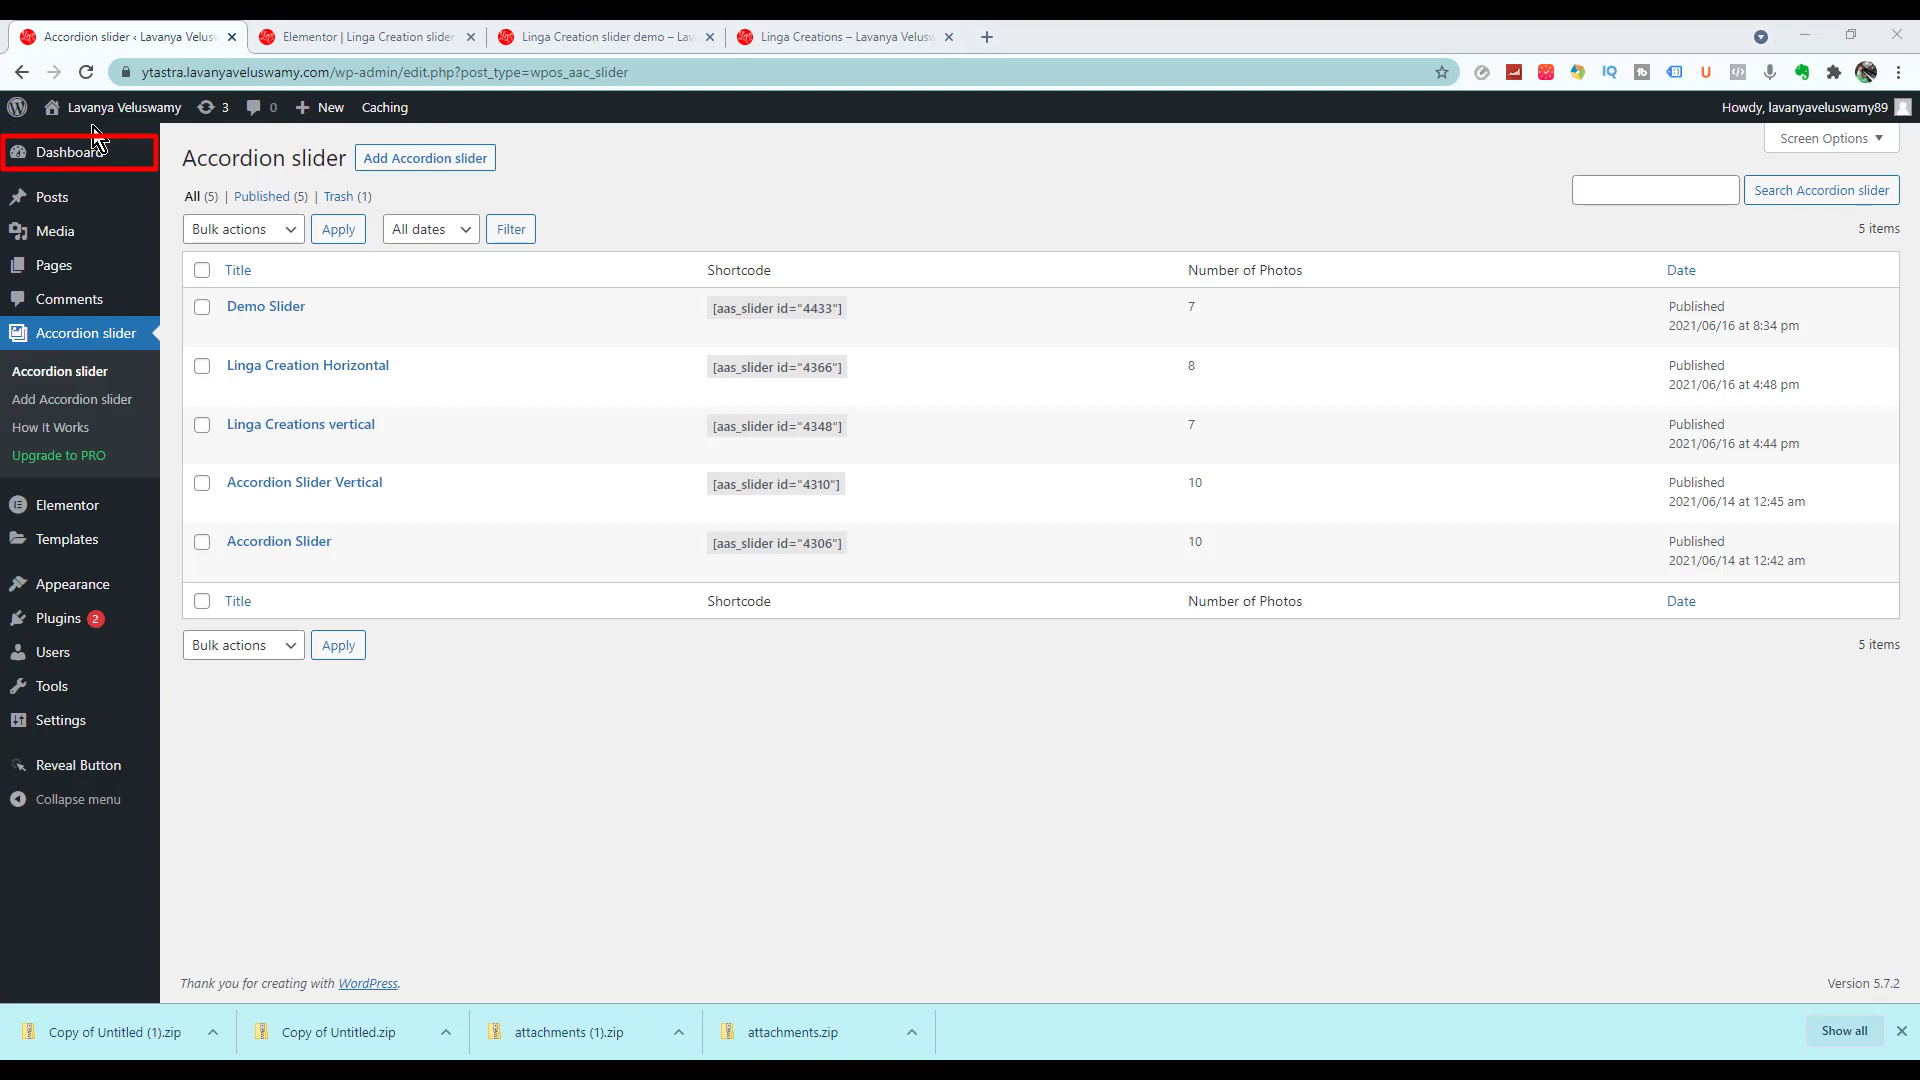 Accordion slider ‹ Lavanya Velus
Elementor | Linga Creation slider
Linga Creation slider demo – Lav
Linga Creations – Lavanya Velusw
ytastra.lavanyaveluswamy.com/wp-admin/edit.php?post_type=wpos_aac_slider
Lavanya Veluswamy 3 0 + New Caching Howdy, lavanyaveluswamy89
Screen Options
Dashboard
Posts
Media
Pages
Comments
Accordion slider
Accordion slider
Add Accordion slider
How It Works
Upgrade to PRO
Elementor
Templates
Appearance
Plugins 2
Users
Tools
Settings
Reveal Button
Collapse menu
Accordion slider Add Accordion slider
All (5) | Published (5) | Trash (1)
Search Accordion slider
Bulk actions Apply All dates Filter 5 items
Title Shortcode Number of Photos Date
Demo Slider [aas_slider id="4433"] 7 Published
2021/06/16 at 8:34 pm
Linga Creation Horizontal [aas_slider id="4366"] 8 Published
2021/06/16 at 4:48 pm
Linga Creations vertical [aas_slider id="4348"] 7 Published
2021/06/16 at 4:44 pm
Accordion Slider Vertical [aas_slider id="4310"] 10 Published
2021/06/14 at 12:45 am
Accordion Slider [aas_slider id="4306"] 10 Published
2021/06/14 at 12:42 am
Title Shortcode Number of Photos Date
Bulk actions Apply 5 items
Thank you for creating with WordPress. Version 5.7.2
Copy of Untitled (1).zip Copy of Untitled.zip attachments (1).zip attachments.zip Show all